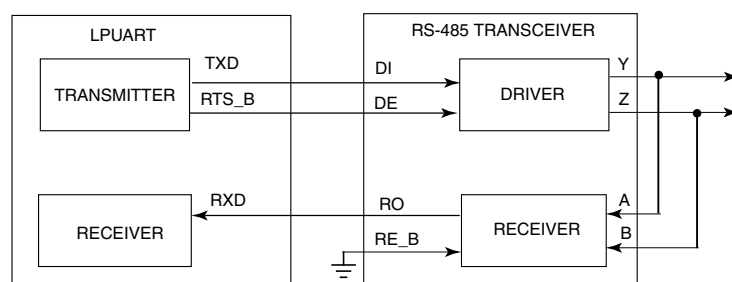 LPUART
RS-485 TRANSCEIVER
TXD
DI
Y
TRANSMITTER
DRIVER
RTS_B
DE
Z
RXD
RO
A
RECEIVER
RECEIVER
RE_B
B